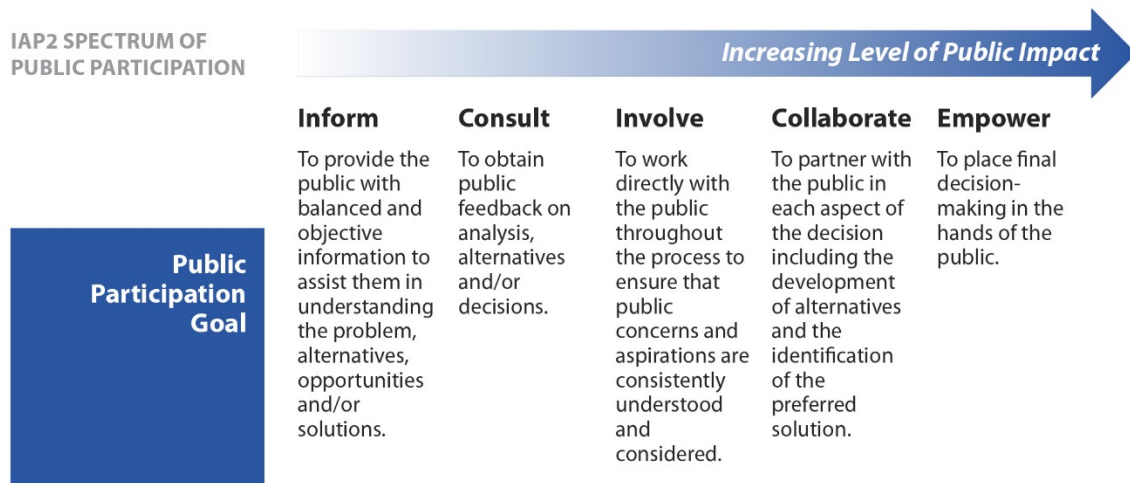 IAP2 SPECTRUM OF
PUBLIC PARTICIPATION
Increasing Level of Public Impact
Inform
To provide the
public with
balanced and
objective
information to
assist them in
understanding
the problem,
alternatives,
opportunities
and/or
solutions.
Consult
To obtain
public
feedback on
analysis,
alternatives
and/or
decisions.
Involve
To work
directly with
the public
throughout
the process to
ensure that
public
concerns and
aspirations are
consistently
understood
and
considered.
Collaborate
To partner with
the public in
each aspect of
the decision
including the
development
of alternatives
and the
identification
of the
preferred
solution.
Empower
To place final
decision-
making in the
hands of the
public.
Public
Participation
Goal